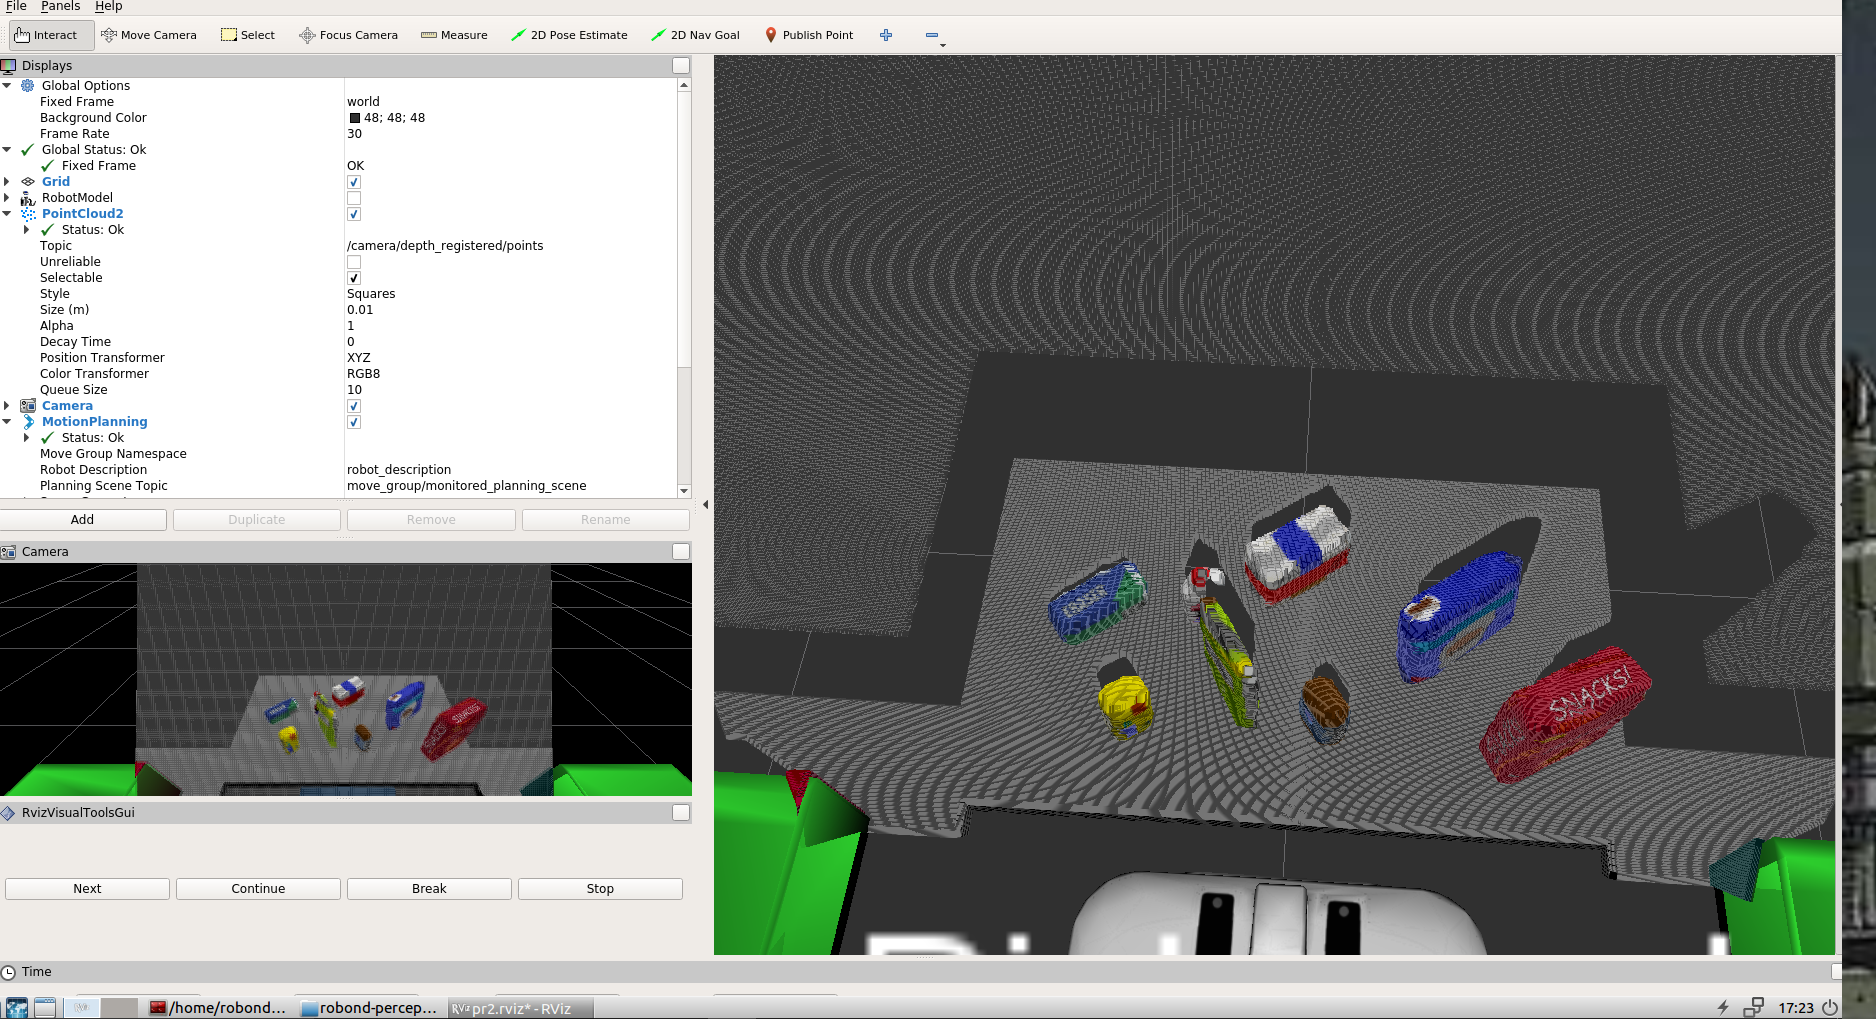 File Panels Help
Interact Move Camera Select Focus Camera Measure 2D Pose Estimate 2D Nav Goal Publish Point
Displays
Global Options
Fixed Frame world
Background Color 48; 48; 48
Frame Rate 30
Global Status: Ok
Fixed Frame OK
Grid
RobotModel
PointCloud2
Status: Ok
Topic /camera/depth_registered/points
Unreliable
Selectable
Style Squares
Size (m) 0.01
Alpha 1
Decay Time 0
Position Transformer XYZ
Color Transformer RGB8
Queue Size 10
Camera
MotionPlanning
Status: Ok
Move Group Namespace
Robot Description robot_description
Planning Scene Topic move_group/monitored_planning_scene
Add Duplicate Remove Rename
Camera
SNACKS!
RvizVisualToolsGui
Next Continue Break Stop
SNACKS!
Time
/home/robond... robond-percep... RViz pr2.rviz* - RViz 17:23